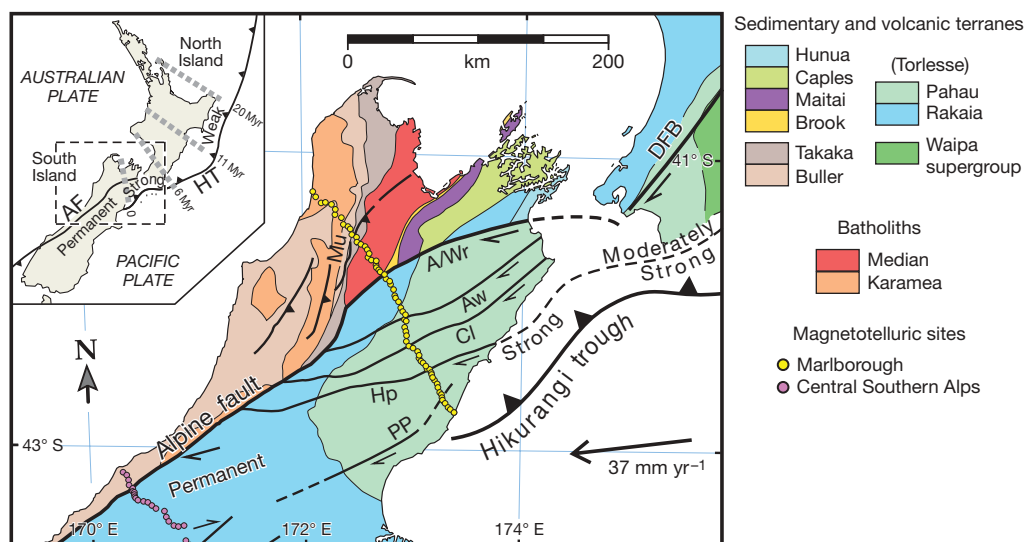 North
Island
AUSTRALIAN
PLATE
20 Myr
Weak
11 Myr
South
Island
Strong
6 Myr
HT
AF
Permanent
0
PACIFIC
PLATE
0
200
km
DFB
41° S
Mu
A/Wr
Moderately
Strong
Aw
Strong
Cl
Hikurangi trough
N
Hp
Alpine fault
PP
43° S
37 mm yr⁻¹
Permanent
170° E
172° E
174° E
Sedimentary and volcanic terranes
Hunua
Caples
Maitai
Brook
Takaka
Buller
(Torlesse)
Pahau
Rakaia
Waipa
supergroup
Batholiths
Median
Karamea
Magnetotelluric sites
Marlborough
Central Southern Alps